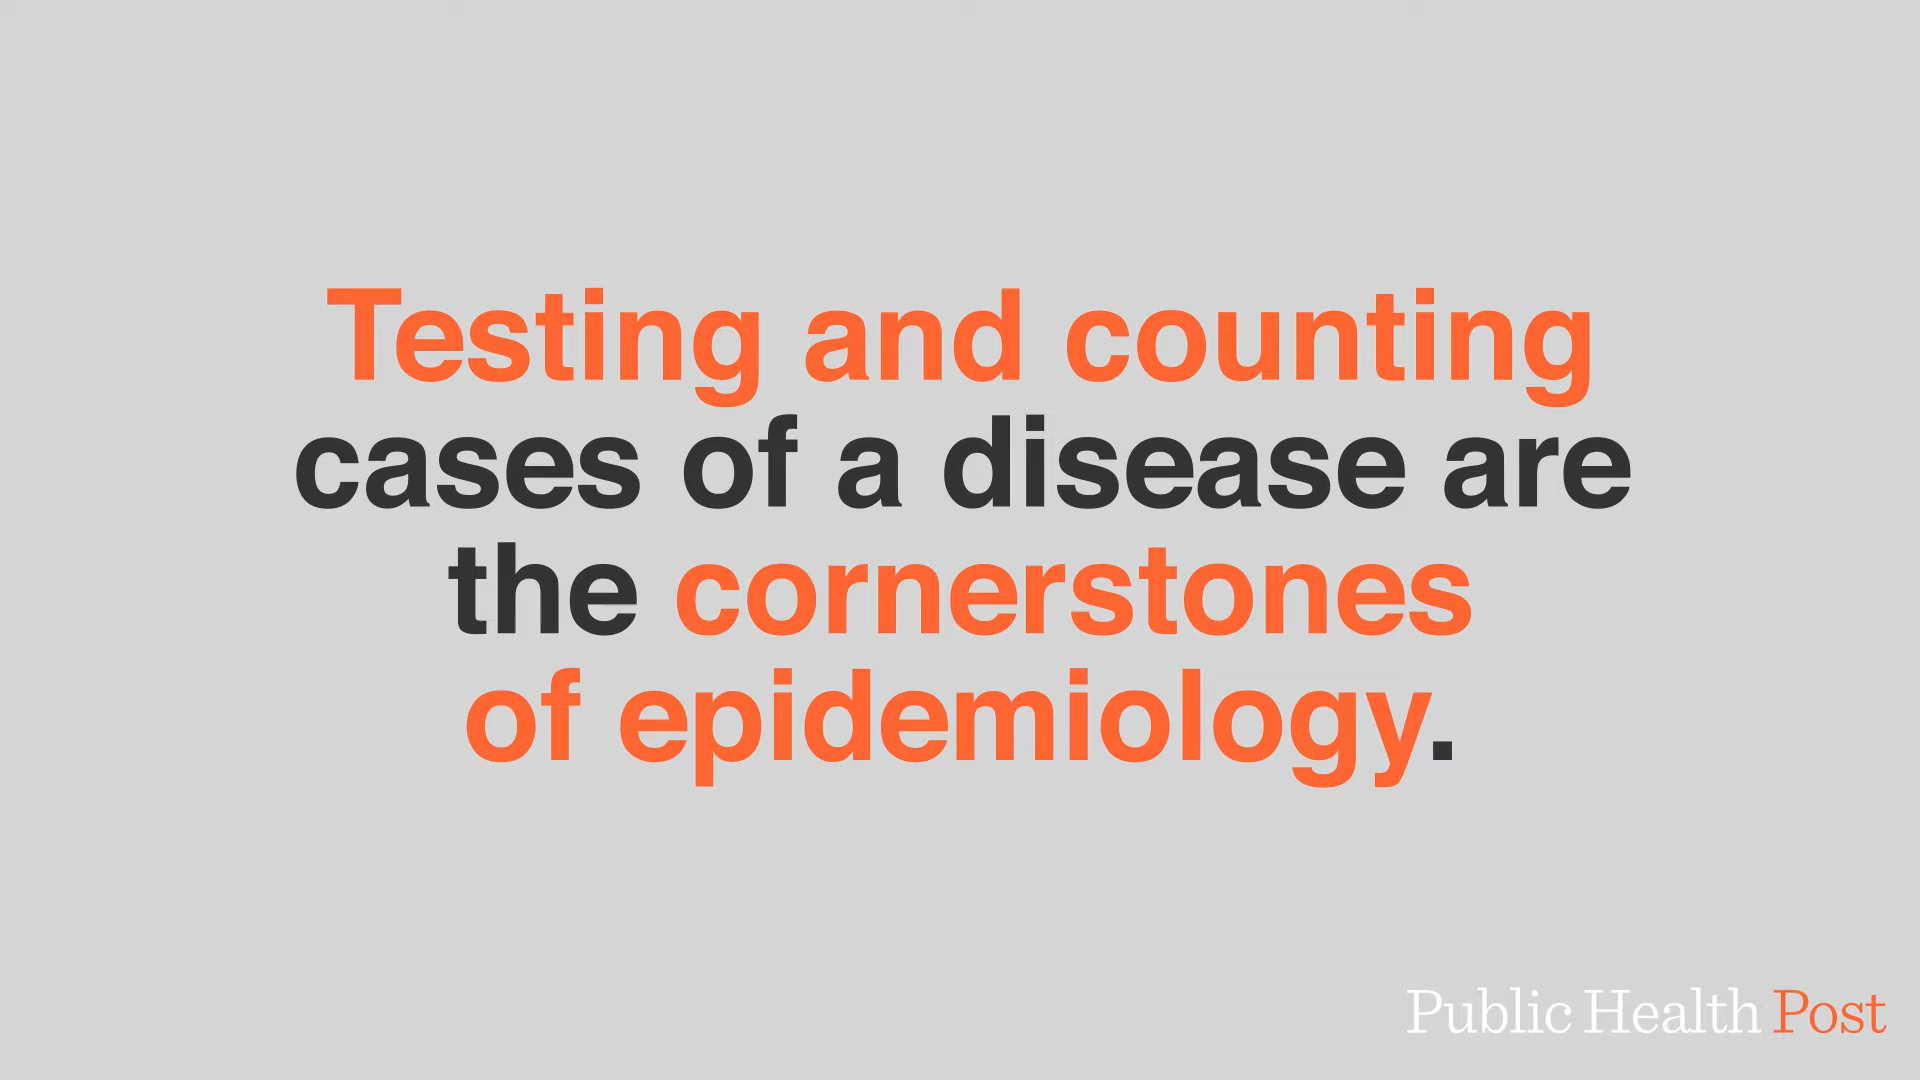 Testing and counting
cases of a disease are
the cornerstones
of epidemiology.
Public Health Post